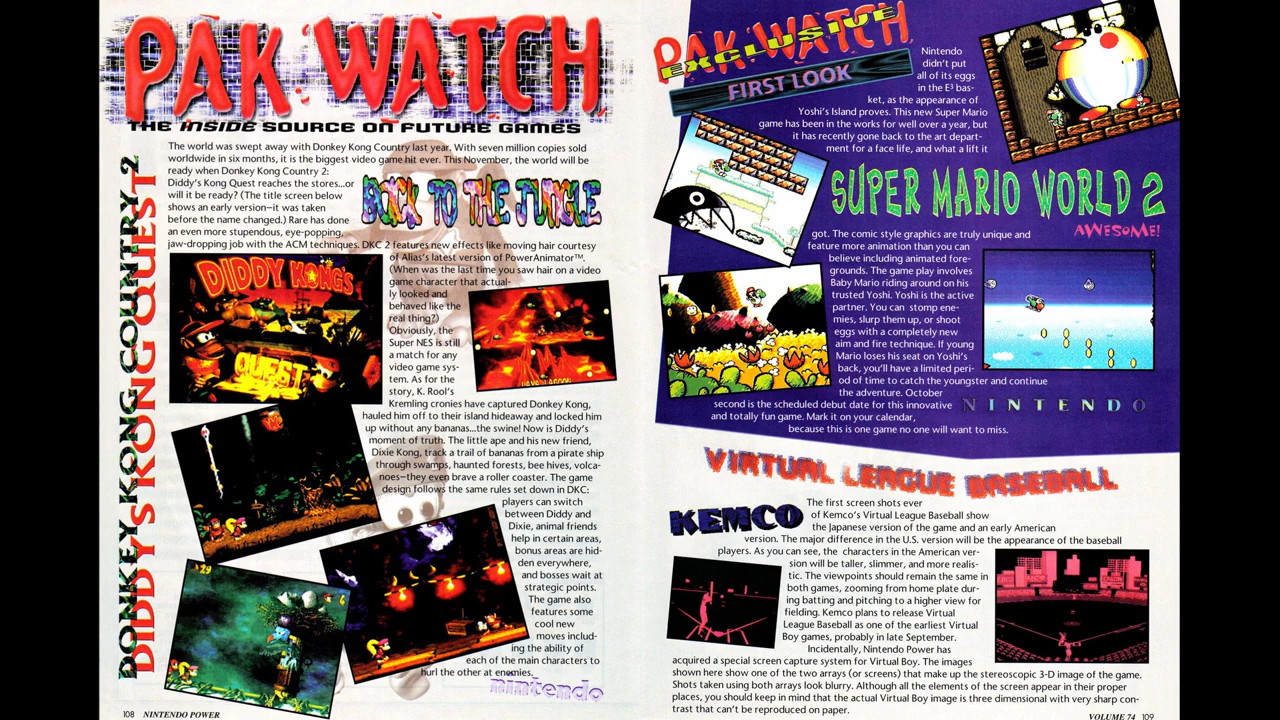 PAK WATCH
THE INSIDE SOURCE ON FUTURE GAMES
DONKEY KONG COUNTRY 2
DIDDY'S KONG QUEST
The world was swept away with Donkey Kong Country last year. With seven million copies sold
worldwide in six months, it is the biggest video game hit ever. This November, the world will be
ready when Donkey Kong Country 2:
Diddy's Kong Quest reaches the stores...or
will it be ready? (The title screen below
shows an early version—it was taken
before the name changed.) Rare has done
an even more stupendous, eye-popping,
BACK TO THE JUNGLE
jaw-dropping job with the ACM techniques. DKC 2 features new effects like moving hair courtesy
of Alias's latest version of PowerAnimator™.
(When was the last time you saw hair on a video
game character that actual-
ly looked and
behaved like the
real thing?)
Obviously, the
Super NES is still
a match for any
video game sys-
tem. As for the
story, K. Rool's
Kremling cronies have captured Donkey Kong,
hauled him off to their island hideaway and locked him
up without any bananas...the swine! Now is Diddy's
moment of truth. The little ape and his new friend,
Dixie Kong, track a trail of bananas from a pirate ship
through swamps, haunted forests, bee hives, volca-
noes—they even brave a roller coaster. The game
design follows the same rules set down in DKC:
players can switch
between Diddy and
Dixie, animal friends
help in certain areas,
bonus areas are hid-
den everywhere,
and bosses wait at
strategic points.
The game also
features some
cool new
moves includ-
ing the ability of
each of the main characters to
hurl the other at enemies.
nintendo
DIDDY KONG'S
QUEST
LAVA LAGOON
29
108 NINTENDO POWER
PAK WATCH
EXCLUSIVE
FIRST LOOK
Nintendo
didn't put
all of its eggs
in the E³ bas-
ket, as the appearance of
Yoshi's Island proves. This new Super Mario
game has been in the works for well over a year, but
it has recently gone back to the art depart-
ment for a face life, and what a lift it
SUPER MARIO WORLD 2
AWESOME!
got. The comic style graphics are truly unique and
feature more animation than you can
believe including animated fore-
grounds. The game play involves
Baby Mario riding around on his
trusted Yoshi. Yoshi is the active
partner. You can stomp ene-
mies, slurp them up, or shoot
eggs with a completely new
aim and fire technique. If young
Mario loses his seat on Yoshi's
back, you'll have a limited peri-
od of time to catch the youngster and continue
the adventure. October
second is the scheduled debut date for this innovative
and totally fun game. Mark it on your calendar,
because this is one game no one will want to miss.
NINTENDO
VIRTUAL LEAGUE BASEBALL
KEMCO
The first screen shots ever
of Kemco's Virtual League Baseball show
the Japanese version of the game and an early American
version. The major difference in the U.S. version will be the appearance of the baseball
players. As you can see, the characters in the American ver-
sion will be taller, slimmer, and more realis-
tic. The viewpoints should remain the same in
both games, zooming from home plate dur-
ing batting and pitching to a higher view for
fielding. Kemco plans to release Virtual
League Baseball as one of the earliest Virtual
Boy games, probably in late September.
Incidentally, Nintendo Power has
acquired a special screen capture system for Virtual Boy. The images
shown here show one of the two arrays (or screens) that make up the stereoscopic 3-D image of the game.
Shots taken using both arrays look blurry. Although all the elements of the screen appear in their proper
places, you should keep in mind that the actual Virtual Boy image is three dimensional with very sharp con-
trast that can't be reproduced on paper.
VOLUME 74 109